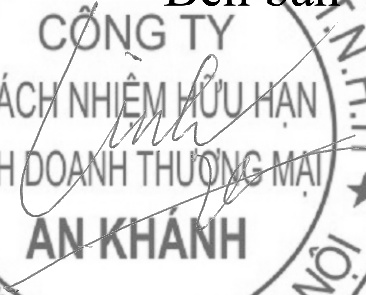 Bên bán
CÔNG TY
ÁCH NHIỆM HỮU HẠN
H DOANH THƯƠNG MẠI
AN KHÁNH
T.N.H.H
NỘI